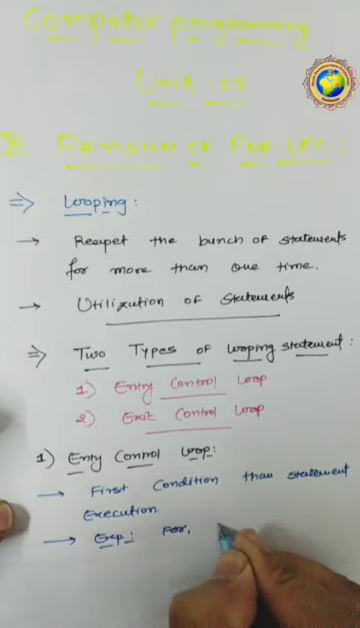 Computer programming
Unit : 05
Revision of For UFC :
⇒ Looping :
→ Reapet the bunch of statements
for more than one time.
→ Utilization of Statements
⇒ Two Types of looping statement :
1) Entry Control Loop
2) Exit Control Loop
1) Entry Control Loop :
→ First Condition than statement
Execution.
→ Exp : For,